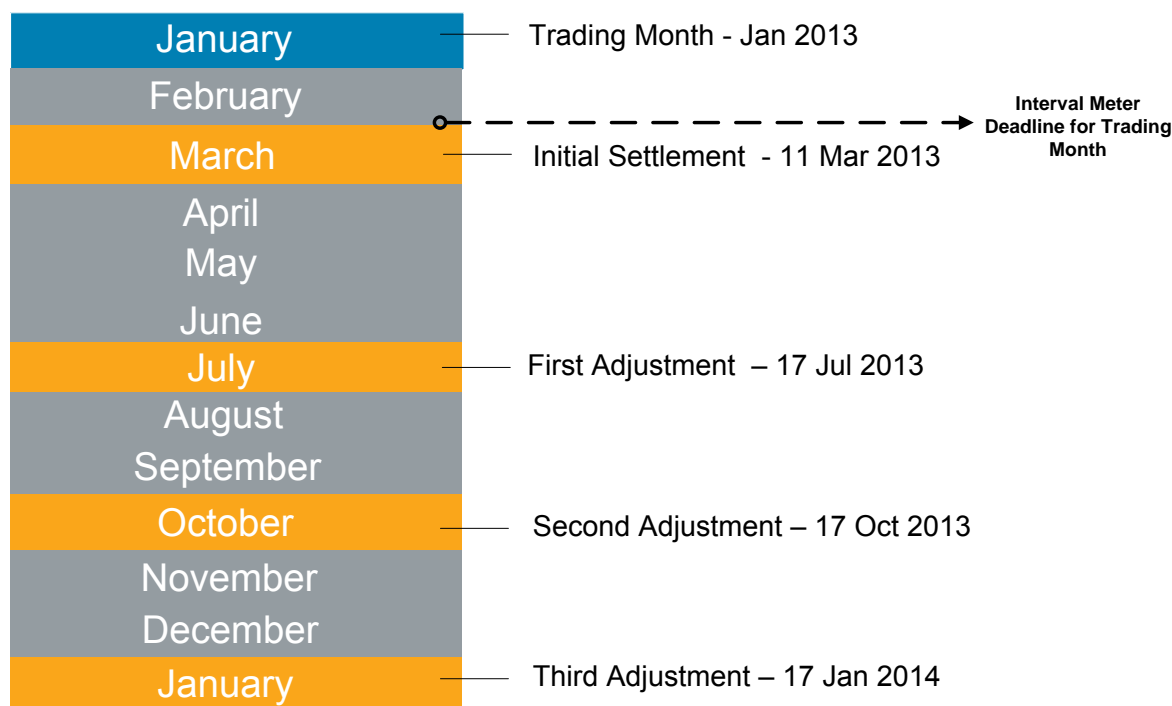 January
Trading Month - Jan 2013
February
Interval Meter
Deadline for Trading
Month
March
Initial Settlement  - 11 Mar 2013
April
May
June
July
First Adjustment  – 17 Jul 2013
August
September
October
Second Adjustment – 17 Oct 2013
November
December
January
Third Adjustment – 17 Jan 2014